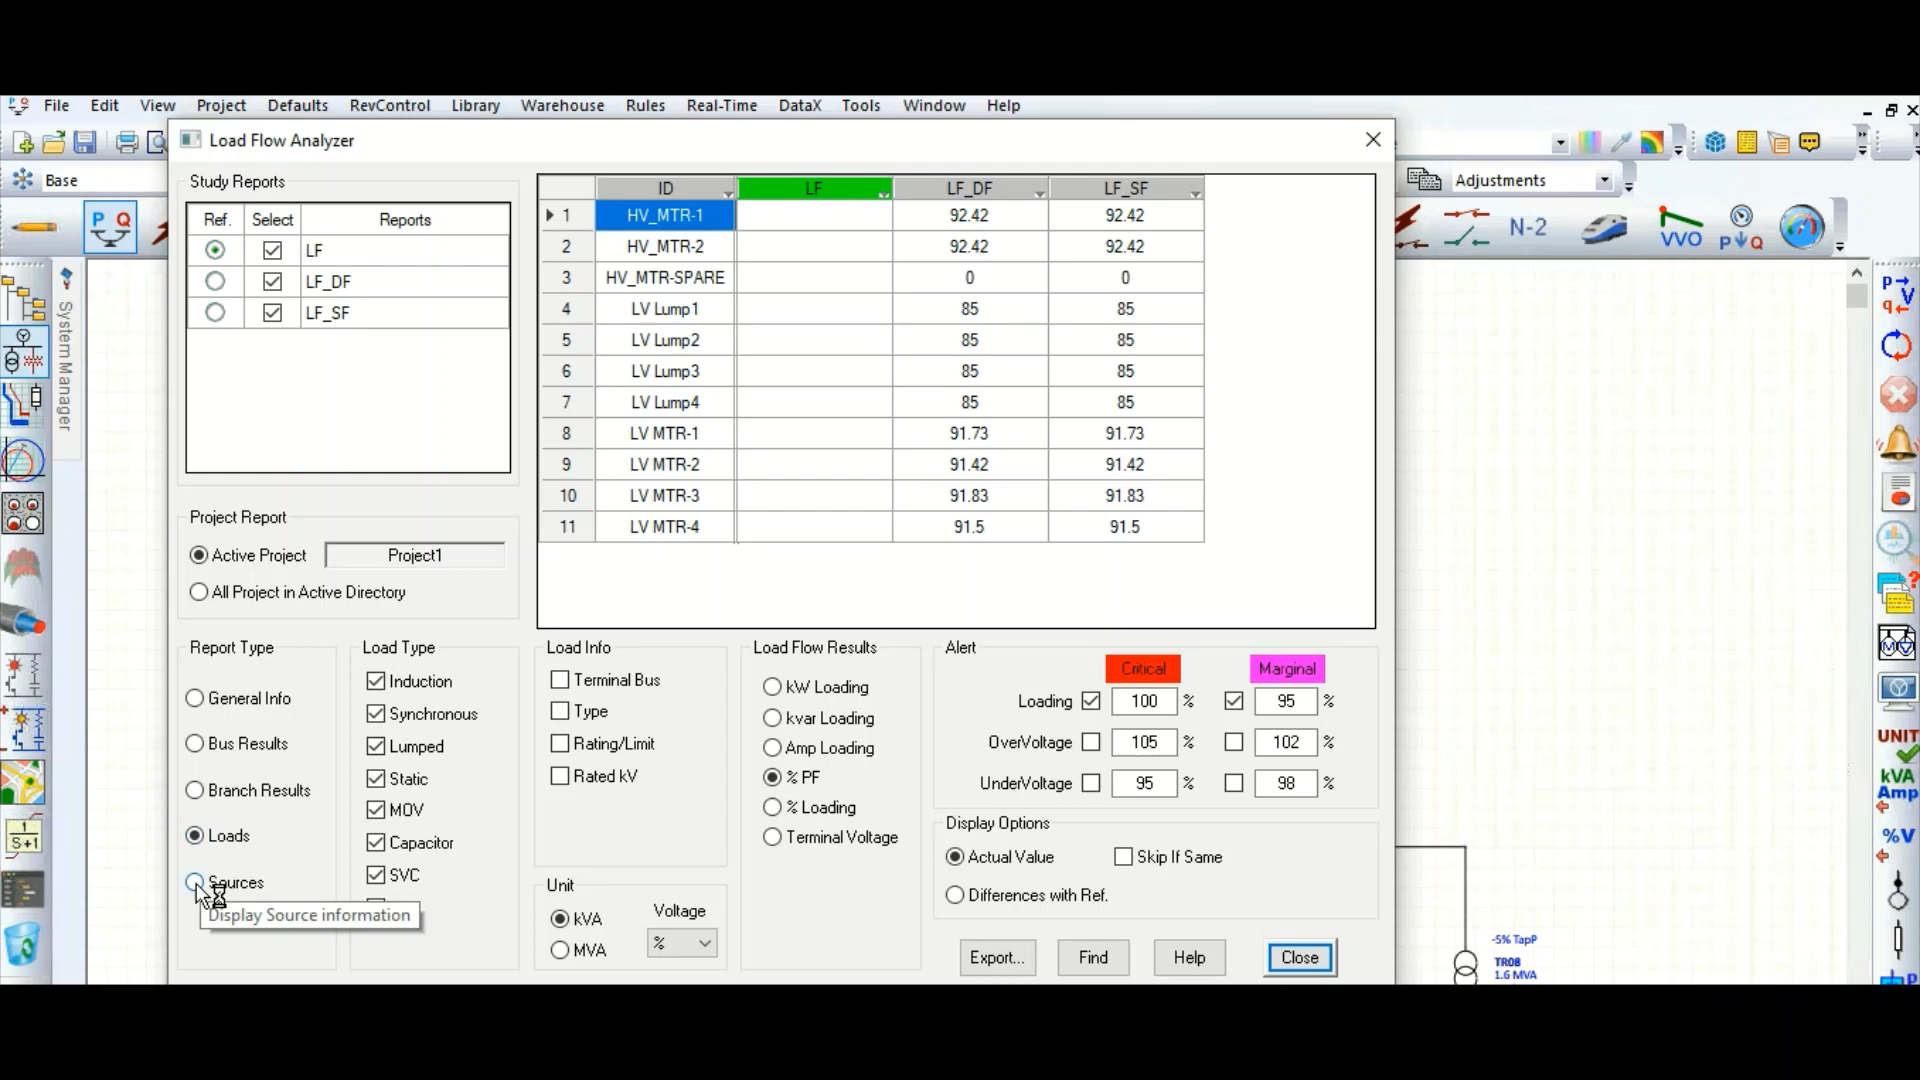 File Edit View Project Defaults RevControl Library Warehouse Rules Real-Time DataX Tools Window Help
Load Flow Analyzer
Base
Adjustments
P Q
N-2
VVO
P Q
System Manager
Study Reports
Ref. Select Reports
LF
LF_DF
LF_SF
ID LF LF_DF LF_SF
1 HV_MTR-1 92.42 92.42
2 HV_MTR-2 92.42 92.42
3 HV_MTR-SPARE 0 0
4 LV Lump1 85 85
5 LV Lump2 85 85
6 LV Lump3 85 85
7 LV Lump4 85 85
8 LV MTR-1 91.73 91.73
9 LV MTR-2 91.42 91.42
10 LV MTR-3 91.83 91.83
11 LV MTR-4 91.5 91.5
Project Report
Active Project Project1
All Project in Active Directory
Report Type
General Info
Bus Results
Branch Results
Loads
Sources
Display Source information
Load Type
Induction
Synchronous
Lumped
Static
MOV
Capacitor
SVC
Load Info
Terminal Bus
Type
Rating/Limit
Rated kV
Unit
kVA
MVA
Voltage
%
Load Flow Results
kW Loading
kvar Loading
Amp Loading
% PF
% Loading
Terminal Voltage
Alert
Critical Marginal
Loading 100 % 95 %
OverVoltage 105 % 102 %
UnderVoltage 95 % 98 %
Display Options
Actual Value Skip If Same
Differences with Ref.
Export... Find Help Close
-5% TapP
TR08
1.6 MVA
P V
q
UNIT
kVA
Amp
%V
1
S+1